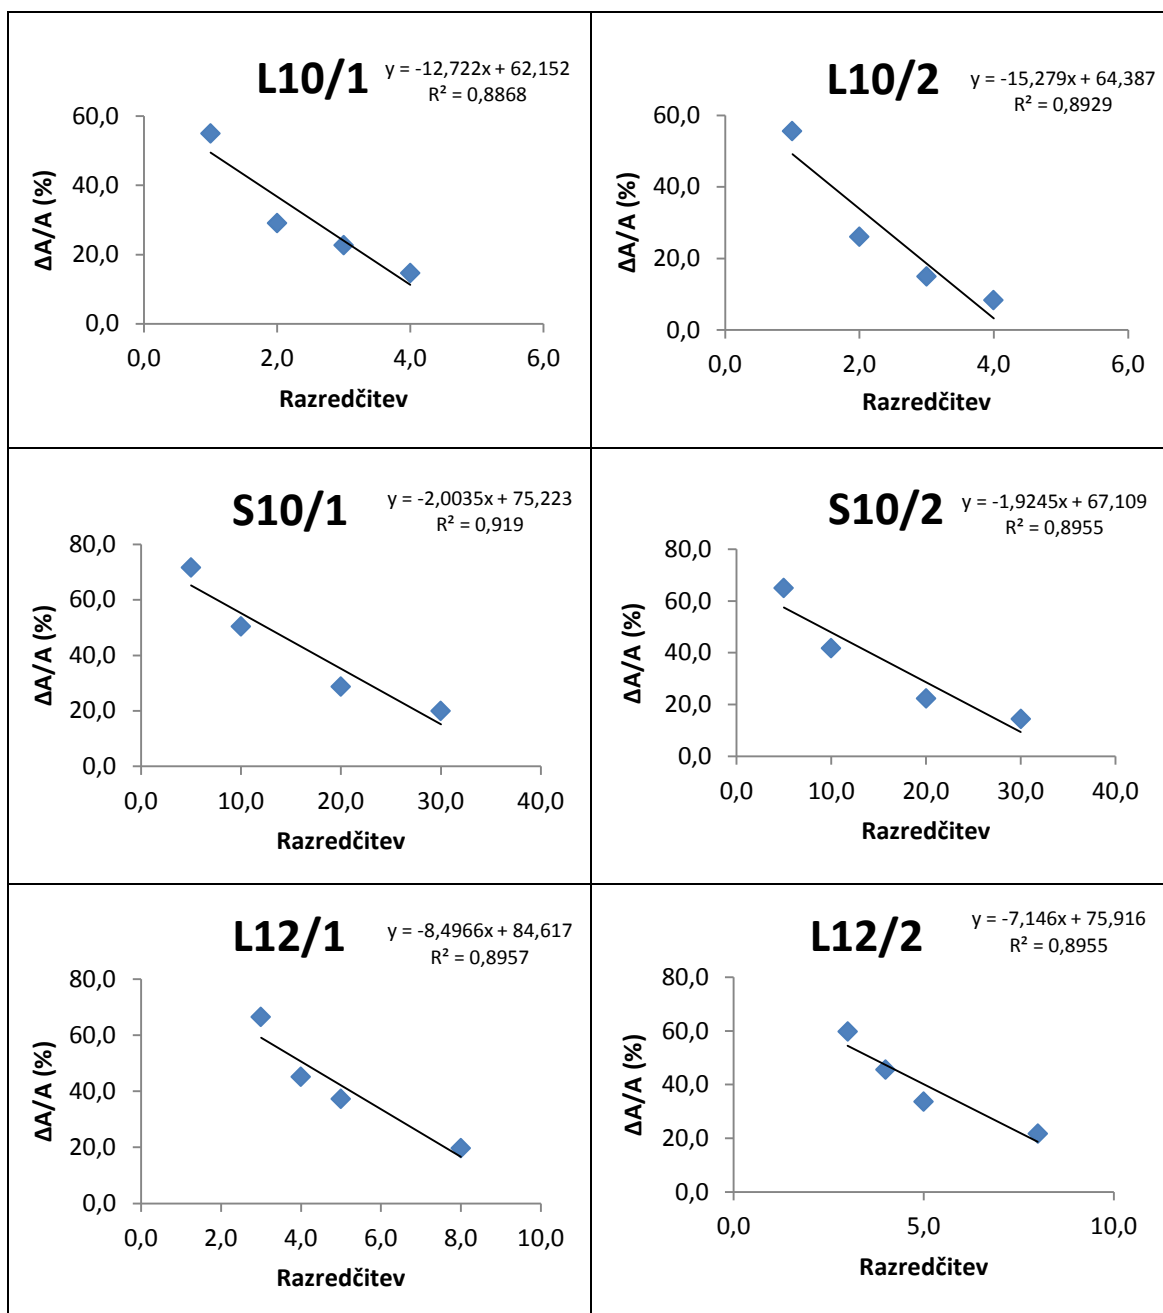 L10/1
y = -12,722x + 62,152
R² = 0,8868
60,0
40,0
20,0
0,0
ΔA/A (%)
0,0 2,0 4,0 6,0
Razredčitev
L10/2
y = -15,279x + 64,387
R² = 0,8929
60,0
40,0
20,0
0,0
ΔA/A (%)
0,0 2,0 4,0 6,0
Razredčitev
S10/1
y = -2,0035x + 75,223
R² = 0,919
80,0
60,0
40,0
20,0
0,0
ΔA/A (%)
0,0 10,0 20,0 30,0 40,0
Razredčitev
S10/2
y = -1,9245x + 67,109
R² = 0,8955
80,0
60,0
40,0
20,0
0,0
ΔA/A (%)
0,0 10,0 20,0 30,0 40,0
Razredčitev
L12/1
y = -8,4966x + 84,617
R² = 0,8957
80,0
60,0
40,0
20,0
0,0
ΔA/A (%)
0,0 2,0 4,0 6,0 8,0 10,0
Razredčitev
L12/2
y = -7,146x + 75,916
R² = 0,8955
80,0
60,0
40,0
20,0
0,0
ΔA/A (%)
0,0 5,0 10,0
Razredčitev